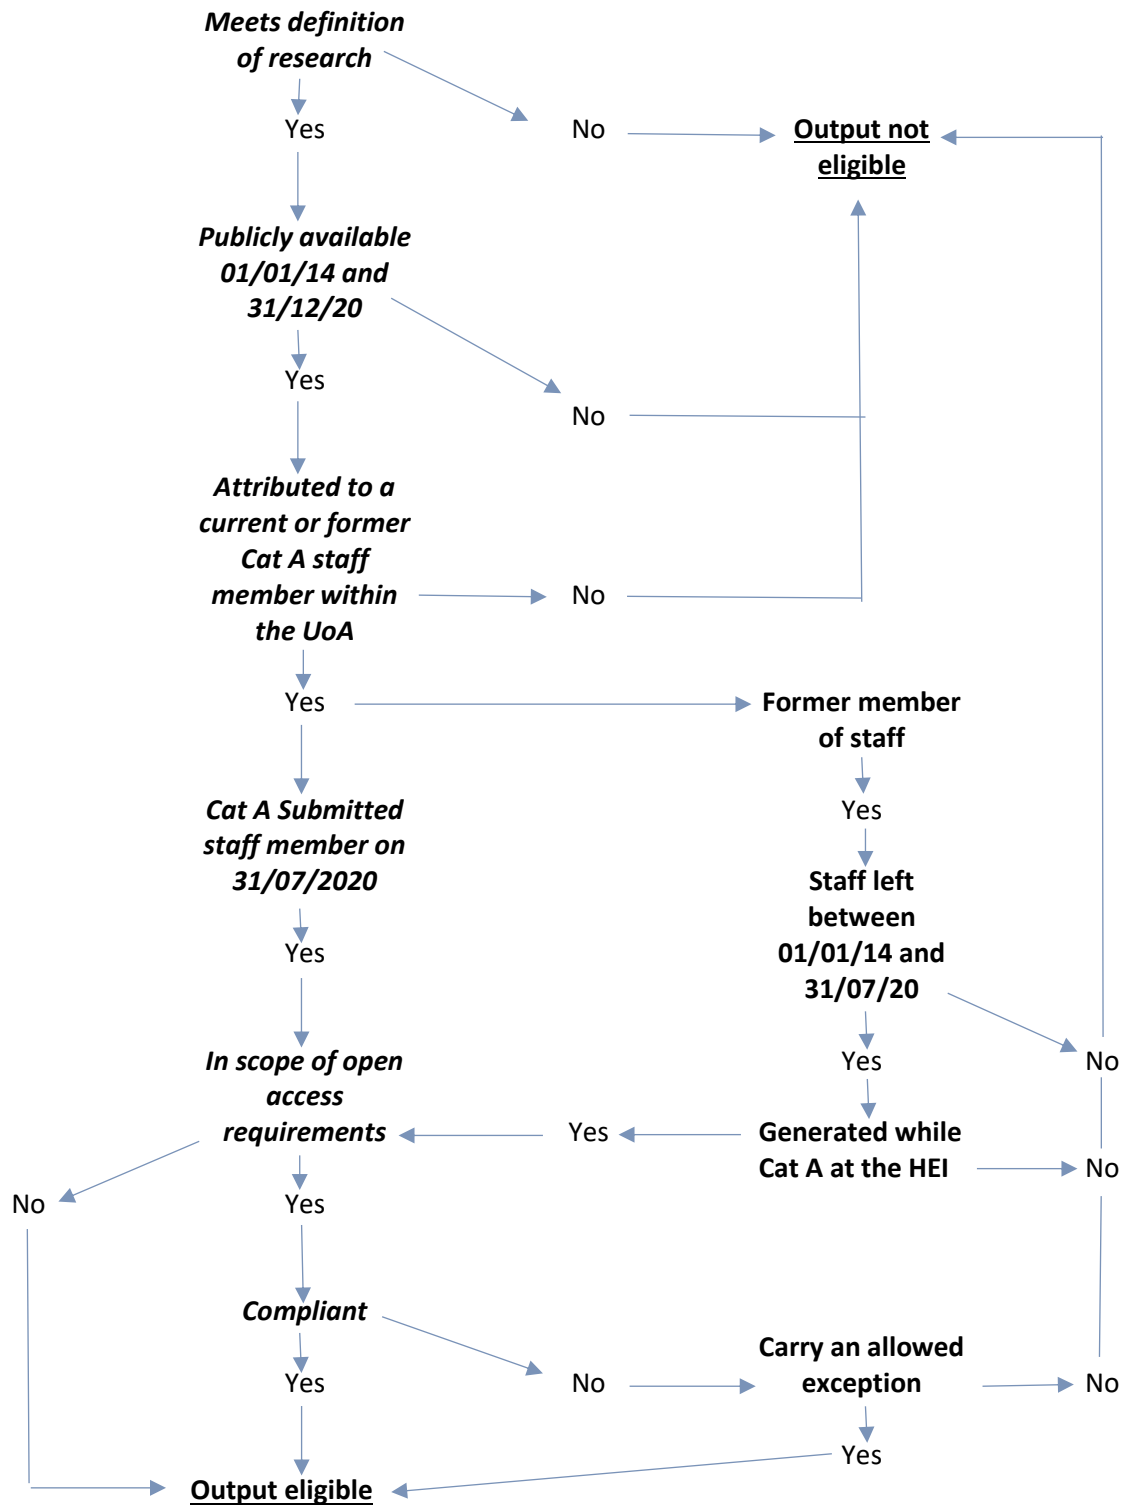 Meets definition
of research
Yes
No
Output not
eligible
Publicly available
01/01/14 and
31/12/20
Yes
No
Attributed to a
current or former
Cat A staff
member within
the UoA
No
Yes
Former member
of staff
Yes
Cat A Submitted
staff member on
31/07/2020
Staff left
between
01/01/14 and
31/07/20
Yes
In scope of open
access
requirements
Yes
No
Yes
Generated while
Cat A at the HEI
No
No
Yes
Compliant
Carry an allowed
exception
Yes
No
No
Yes
Output eligible